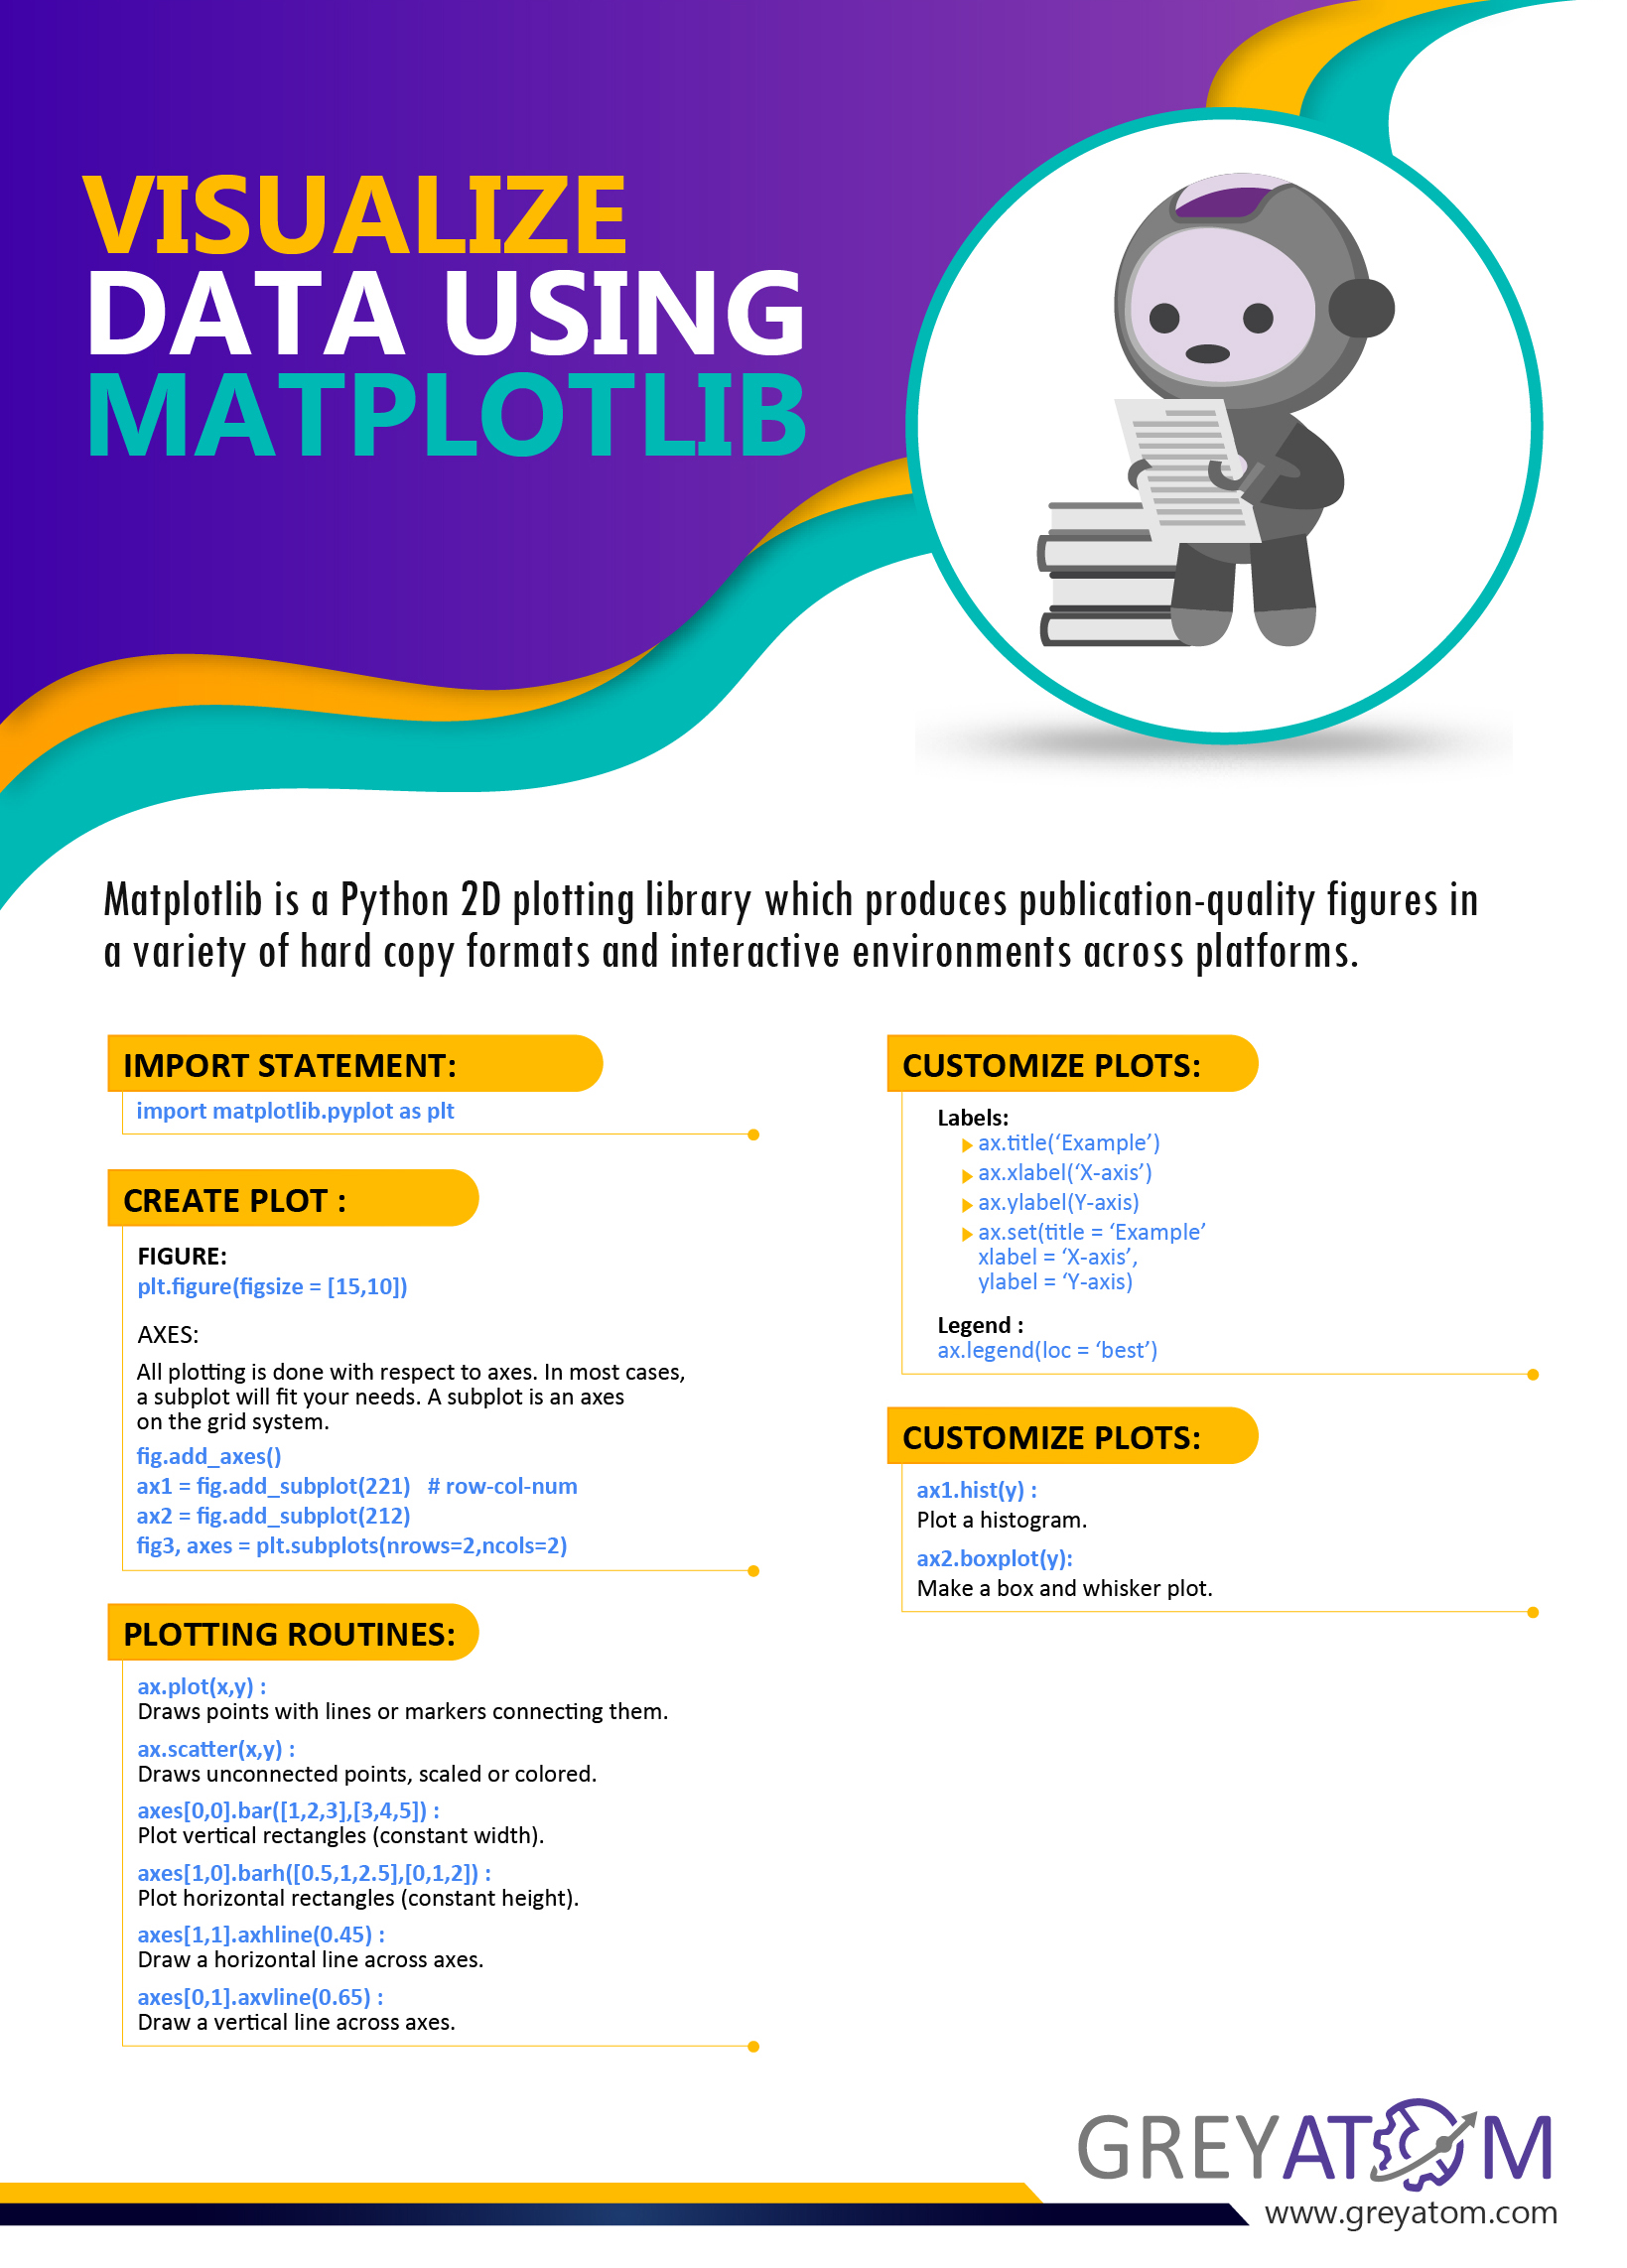 VISUALIZE
DATA USING
MATPLOTLIB
Matplotlib is a Python 2D plotting library which produces publication-quality figures in
a variety of hard copy formats and interactive environments across platforms.
IMPORT STATEMENT:
import matplotlib.pyplot as plt
CREATE PLOT :
FIGURE:
plt.figure(figsize = [15,10])
AXES:
All plotting is done with respect to axes. In most cases,
a subplot will fit your needs. A subplot is an axes
on the grid system.
fig.add_axes()
ax1 = fig.add_subplot(221)   # row-col-num
ax2 = fig.add_subplot(212)
fig3, axes = plt.subplots(nrows=2,ncols=2)
PLOTTING ROUTINES:
ax.plot(x,y) :
Draws points with lines or markers connecting them.
ax.scatter(x,y) :
Draws unconnected points, scaled or colored.
axes[0,0].bar([1,2,3],[3,4,5]) :
Plot vertical rectangles (constant width).
axes[1,0].barh([0.5,1,2.5],[0,1,2]) :
Plot horizontal rectangles (constant height).
axes[1,1].axhline(0.45) :
Draw a horizontal line across axes.
axes[0,1].axvline(0.65) :
Draw a vertical line across axes.
CUSTOMIZE PLOTS:
Labels:
ax.title(‘Example’)
ax.xlabel(‘X-axis’)
ax.ylabel(Y-axis)
ax.set(title = ‘Example’
xlabel = ‘X-axis’,
ylabel = ‘Y-axis)
Legend :
ax.legend(loc = ‘best’)
CUSTOMIZE PLOTS:
ax1.hist(y) :
Plot a histogram.
ax2.boxplot(y):
Make a box and whisker plot.
GREYATOM
www.greyatom.com